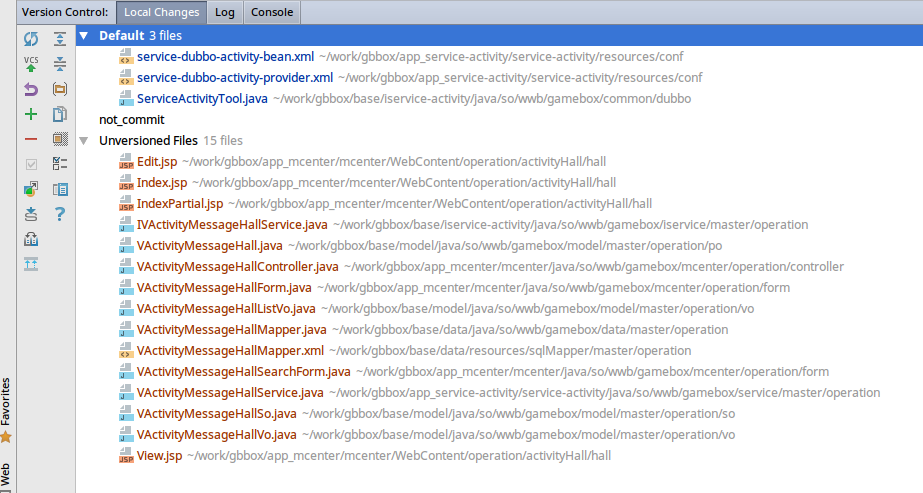 Version Control: Local Changes Log Console
Default 3 files
service-dubbo-activity-bean.xml ~/work/gbbox/app_service-activity/service-activity/resources/conf
service-dubbo-activity-provider.xml ~/work/gbbox/app_service-activity/service-activity/resources/conf
ServiceActivityTool.java ~/work/gbbox/base/iservice-activity/java/so/wwb/gamebox/common/dubbo
not_commit
Unversioned Files 15 files
Edit.jsp ~/work/gbbox/app_mcenter/mcenter/WebContent/operation/activityHall/hall
Index.jsp ~/work/gbbox/app_mcenter/mcenter/WebContent/operation/activityHall/hall
IndexPartial.jsp ~/work/gbbox/app_mcenter/mcenter/WebContent/operation/activityHall/hall
IVActivityMessageHallService.java ~/work/gbbox/base/iservice-activity/java/so/wwb/gamebox/iservice/master/operation
VActivityMessageHall.java ~/work/gbbox/base/model/java/so/wwb/gamebox/model/master/operation/po
VActivityMessageHallController.java ~/work/gbbox/app_mcenter/mcenter/java/so/wwb/gamebox/mcenter/operation/controller
VActivityMessageHallForm.java ~/work/gbbox/app_mcenter/mcenter/java/so/wwb/gamebox/mcenter/operation/form
VActivityMessageHallListVo.java ~/work/gbbox/base/model/java/so/wwb/gamebox/model/master/operation/vo
VActivityMessageHallMapper.java ~/work/gbbox/base/data/java/so/wwb/gamebox/data/master/operation
VActivityMessageHallMapper.xml ~/work/gbbox/base/data/resources/sqlMapper/master/operation
VActivityMessageHallSearchForm.java ~/work/gbbox/app_mcenter/mcenter/java/so/wwb/gamebox/mcenter/operation/form
VActivityMessageHallService.java ~/work/gbbox/app_service-activity/service-activity/java/so/wwb/gamebox/service/master/operation
VActivityMessageHallSo.java ~/work/gbbox/base/model/java/so/wwb/gamebox/model/master/operation/so
VActivityMessageHallVo.java ~/work/gbbox/base/model/java/so/wwb/gamebox/model/master/operation/vo
View.jsp ~/work/gbbox/app_mcenter/mcenter/WebContent/operation/activityHall/hall
VCS
Favorites
Web